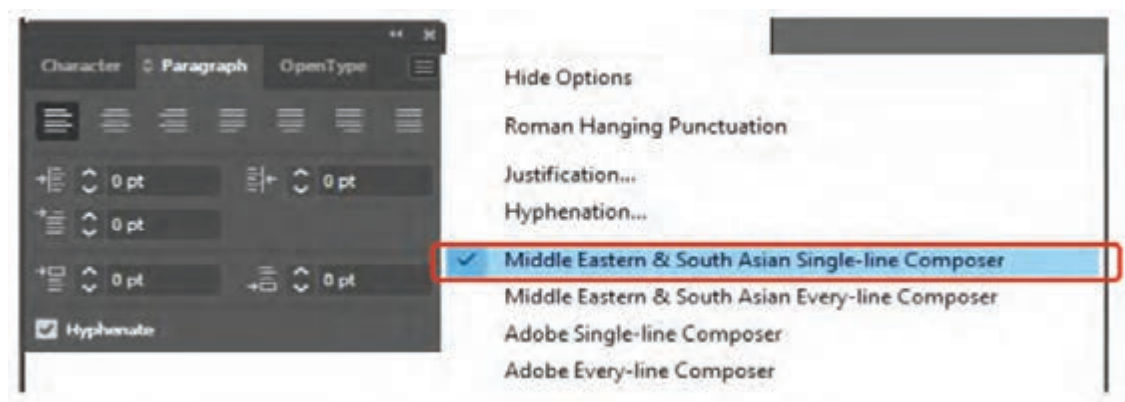 Character Paragraph OpenType
0 pt 0 pt
0 pt
0 pt 0 pt
Hyphenate
Hide Options
Roman Hanging Punctuation
Justification...
Hyphenation...
Middle Eastern & South Asian Single-line Composer
Middle Eastern & South Asian Every-line Composer
Adobe Single-line Composer
Adobe Every-line Composer